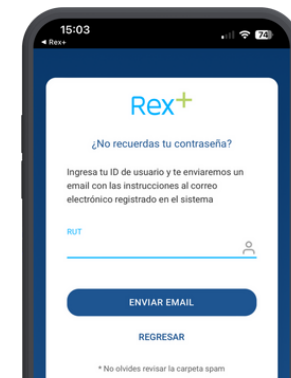 15:03
74
◄ Rex+
Rex+
¿No recuerdas tu contraseña?
Ingresa tu ID de usuario y te enviaremos un
email con las instrucciones al correo
electrónico registrado en el sistema
RUT
ENVIAR EMAIL
REGRESAR
* No olvides revisar la carpeta spam